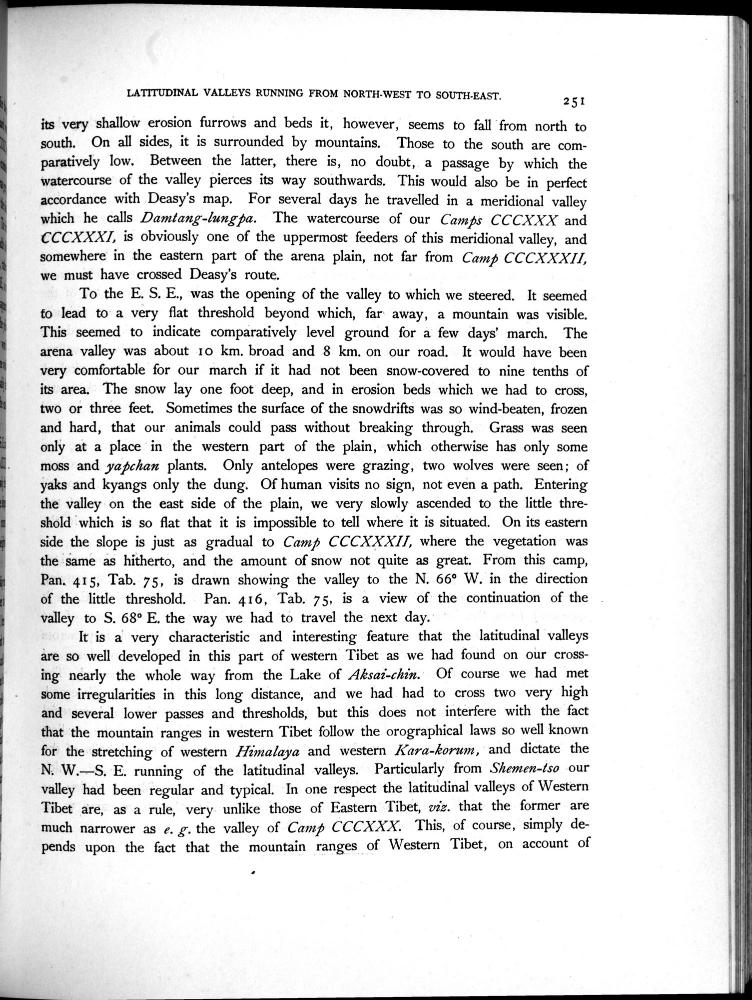 LATITUDINAL VALLEYS RUNNING FROM NORTH-WEST TO SOUTH-EAST.
251
its very shallow erosion furrows and beds it, however, seems to fall from north to
south. On all sides, it is surrounded by mountains. Those to the south are com-
paratively low. Between the latter, there is, no doubt, a passage by which the
watercourse of the valley pierces its way southwards. This would also be in perfect
accordance with Deasy's map. For several days he travelled in a meridional valley
which he calls Damtang-lungpa. The watercourse of our Camps CCCXXX and
CCCXXXI, is obviously one of the uppermost feeders of this meridional valley, and
somewhere in the eastern part of the arena plain, not far from Camp CCCXXXII,
we must have crossed Deasy's route.
To the E. S. E., was the opening of the valley to which we steered. It seemed
to lead to a very flat threshold beyond which, far away, a mountain was visible.
This seemed to indicate comparatively level ground for a few days' march. The
arena valley was about 10 km. broad and 8 km. on our road. It would have been
very comfortable for our march if it had not been snow-covered to nine tenths of
its area. The snow lay one foot deep, and in erosion beds which we had to cross,
two or three feet. Sometimes the surface of the snowdrifts was so wind-beaten, frozen
and hard, that our animals could pass without breaking through. Grass was seen
only at a place in the western part of the plain, which otherwise has only some
moss and yapchan plants. Only antelopes were grazing, two wolves were seen; of
yaks and kyangs only the dung. Of human visits no sign, not even a path. Entering
the valley on the east side of the plain, we very slowly ascended to the little thre-
shold which is so flat that it is impossible to tell where it is situated. On its eastern
side the slope is just as gradual to Camp CCCXXXII, where the vegetation was
the same as hitherto, and the amount of snow not quite as great. From this camp,
Pan. 415, Tab. 75, is drawn showing the valley to the N. 66° W. in the direction
of the little threshold. Pan. 416, Tab. 75, is a view of the continuation of the
valley to S. 68° E. the way we had to travel the next day.
It is a very characteristic and interesting feature that the latitudinal valleys
are so well developed in this part of western Tibet as we had found on our cross-
ing nearly the whole way from the Lake of Aksai-chin. Of course we had met
some irregularities in this long distance, and we had had to cross two very high
and several lower passes and thresholds, but this does not interfere with the fact
that the mountain ranges in western Tibet follow the orographical laws so well known
for the stretching of western Himalaya and western Kara-korum, and dictate the
N. W.—S. E. running of the latitudinal valleys. Particularly from Shemen-tso our
valley had been regular and typical. In one respect the latitudinal valleys of Western
Tibet are, as a rule, very unlike those of Eastern Tibet, viz. that the former are
much narrower as e. g. the valley of Camp CCCXXX. This, of course, simply de-
pends upon the fact that the mountain ranges of Western Tibet, on account of